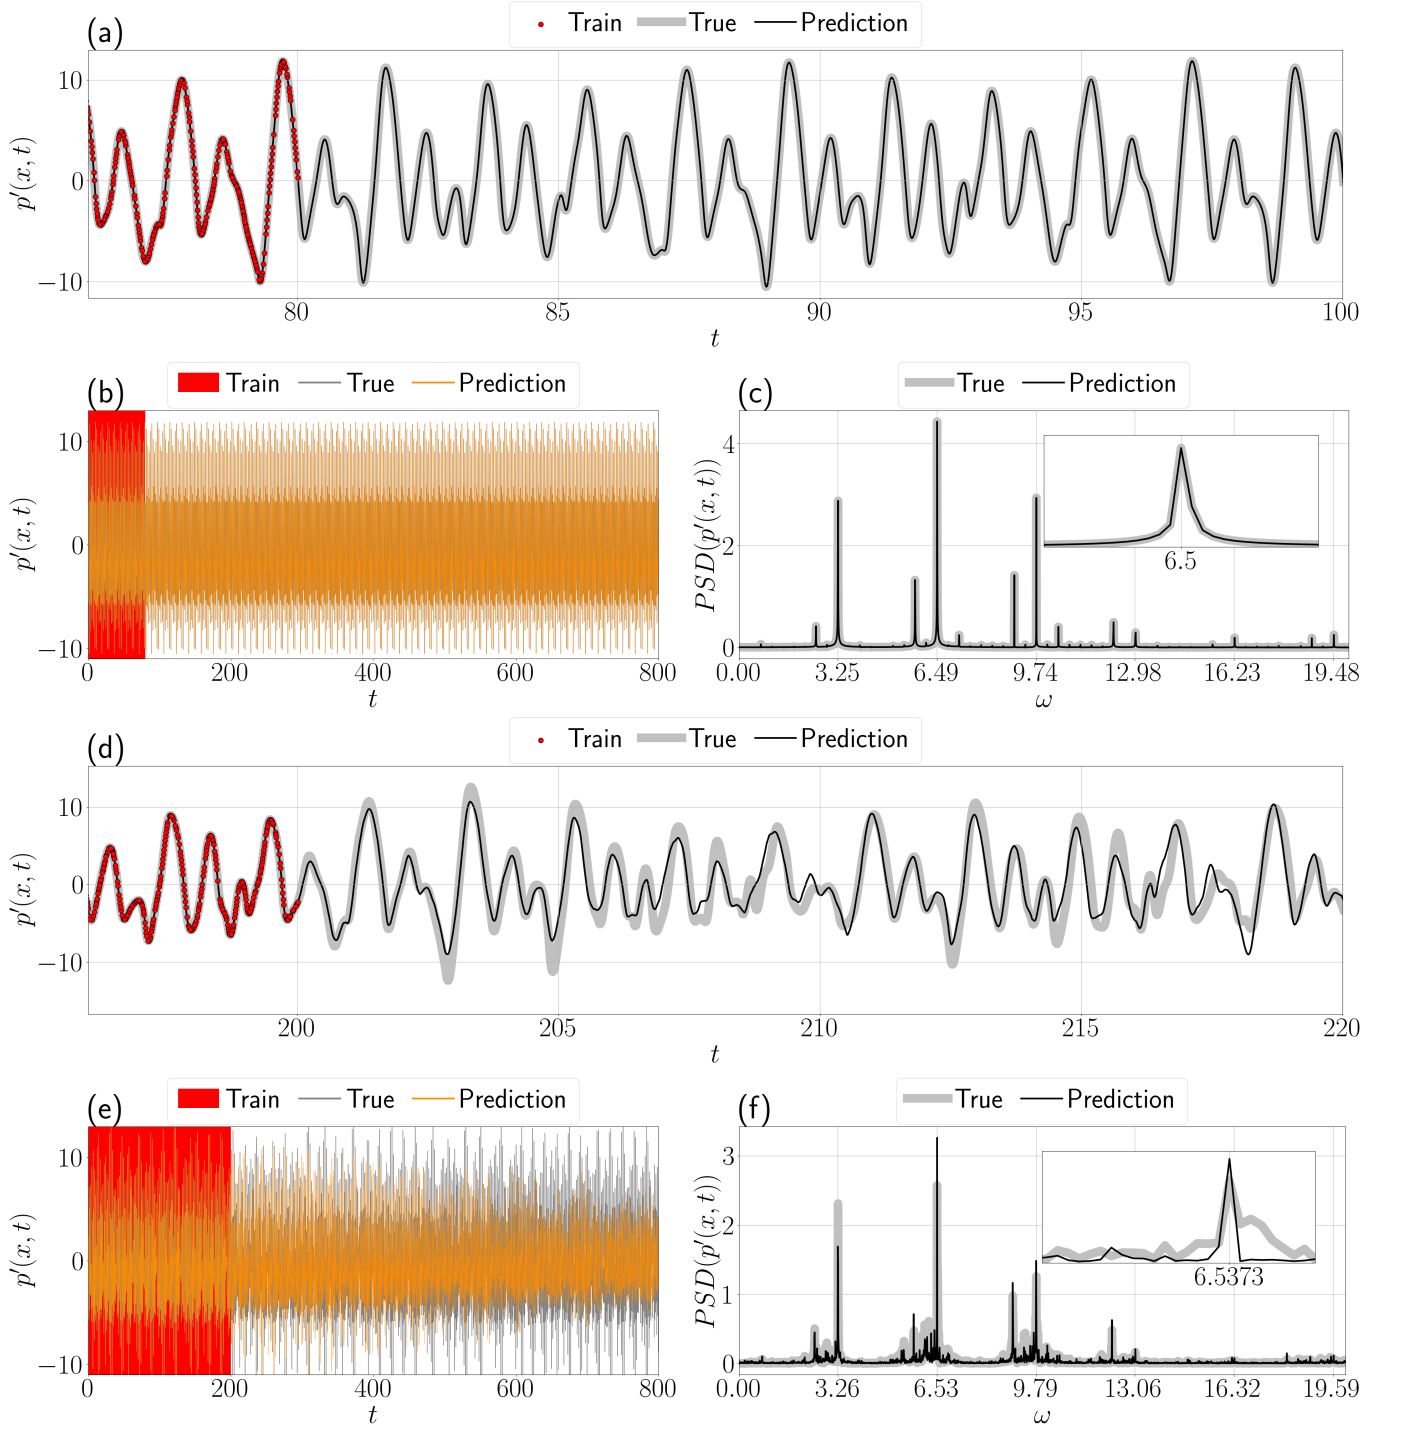 (a)
Train True Prediction
10
0
−10
p′(x, t)
80 85 90 95 100
t
(b)
Train True Prediction
10
0
−10
p′(x, t)
0 200 400 600 800
t
(c)
True Prediction
4
2
0
PSD(p′(x, t))
6.5
0.00 3.25 6.49 9.74 12.98 16.23 19.48
ω
(d)
Train True Prediction
10
0
−10
p′(x, t)
200 205 210 215 220
t
(e)
Train True Prediction
10
0
−10
p′(x, t)
0 200 400 600 800
t
(f)
True Prediction
3
2
1
0
PSD(p′(x, t))
6.5373
0.00 3.26 6.53 9.79 13.06 16.32 19.59
ω